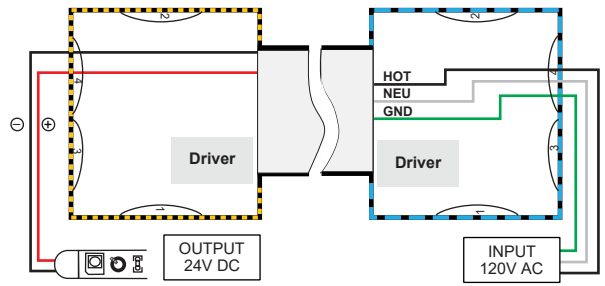 2
2
4
4
HOT
NEU
GND
⊖
⊕
3
3
Driver
Driver
1
1
OUTPUT
24V DC
INPUT
120V AC